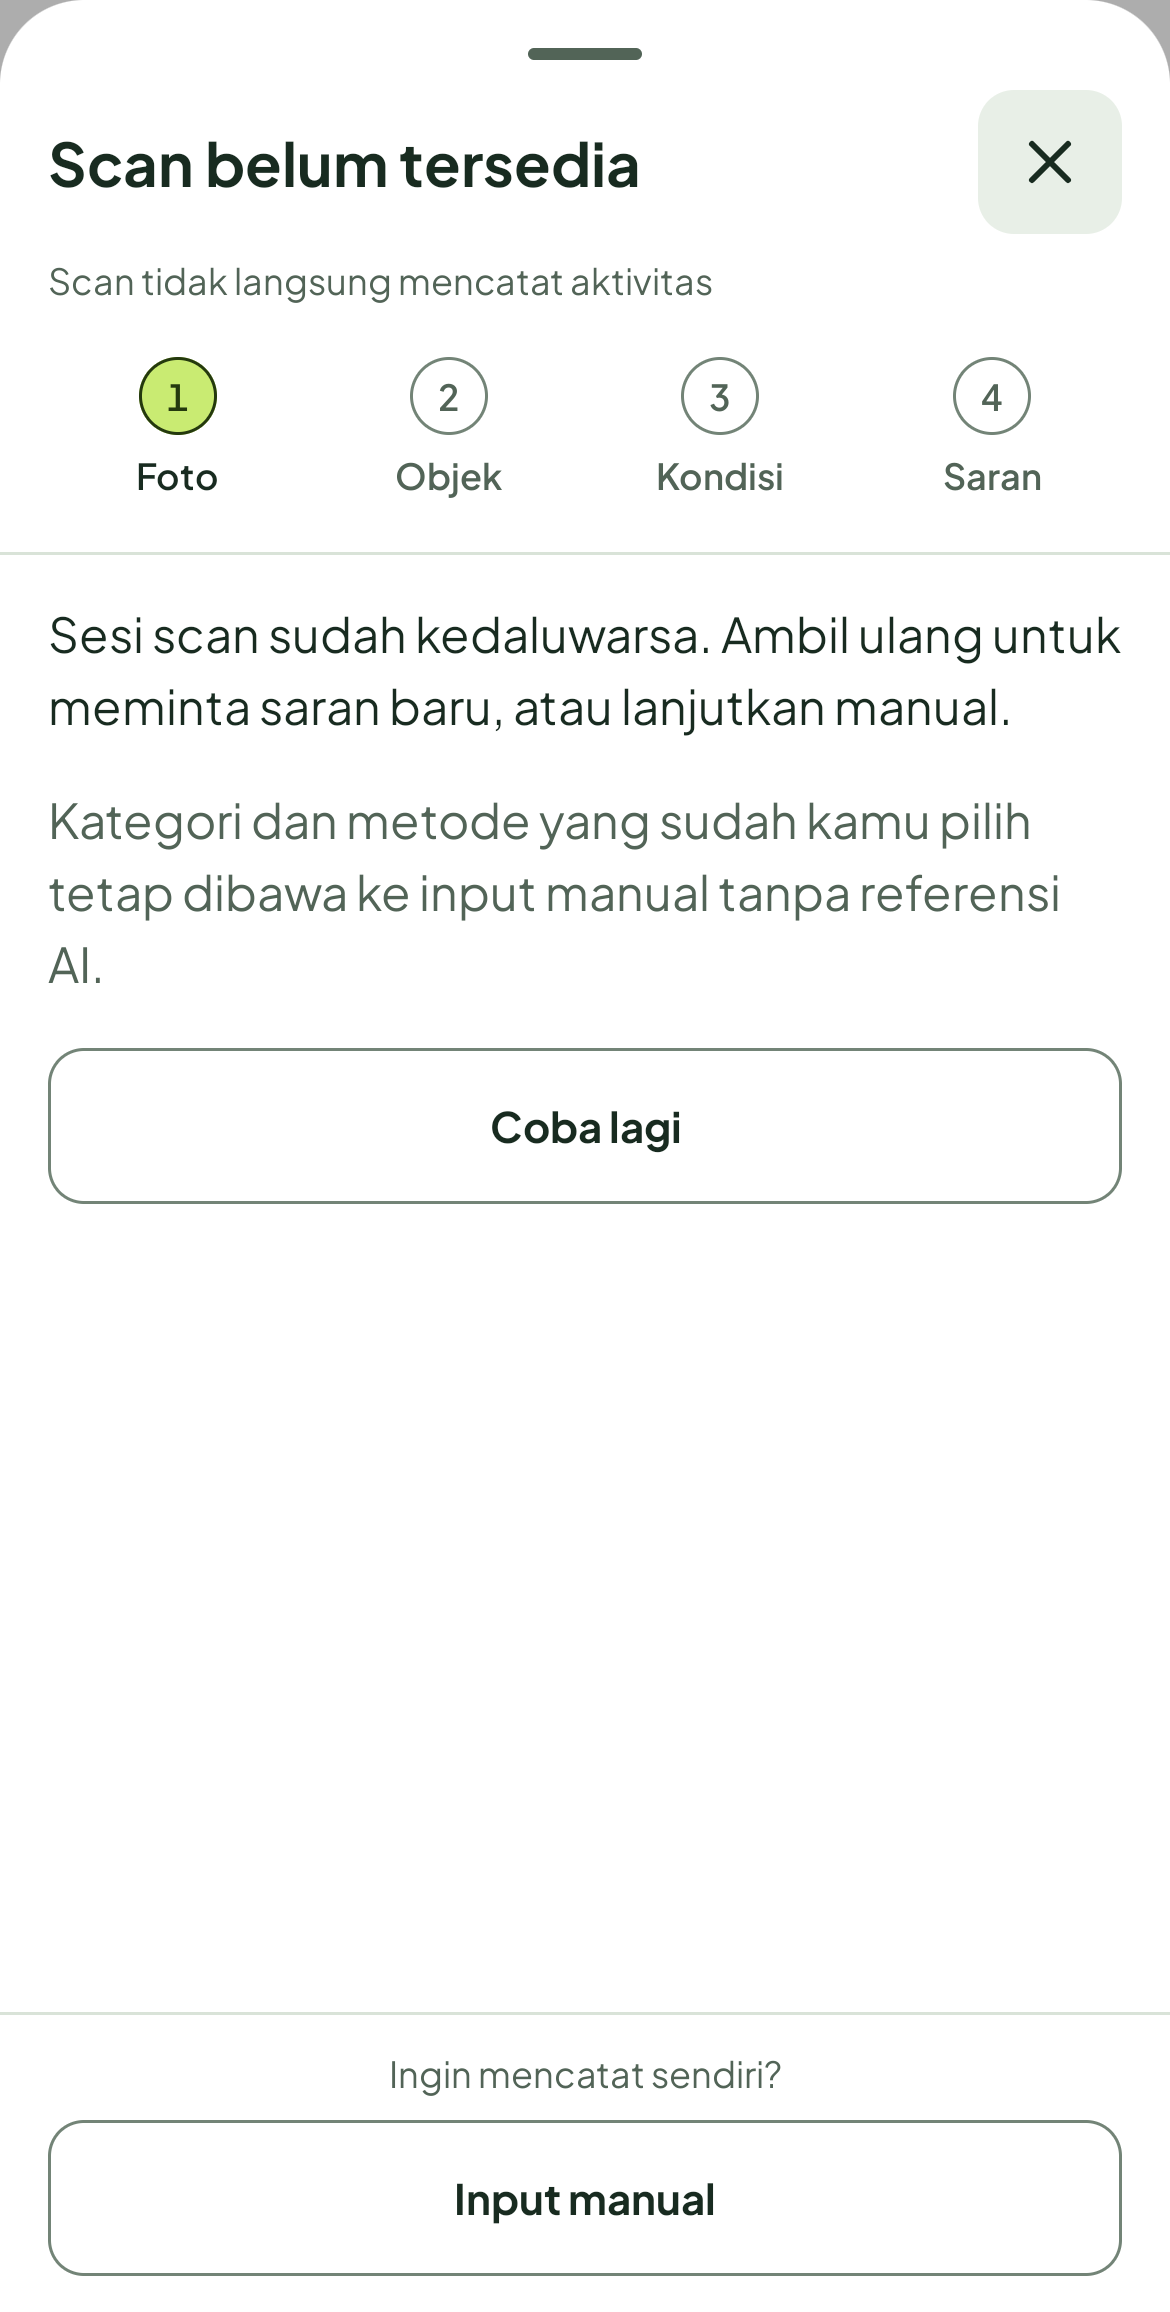 Scan belum tersedia
Scan tidak langsung mencatat aktivitas
1
2
3
4
Foto
Objek
Kondisi
Saran
Sesi scan sudah kedaluwarsa. Ambil ulang untuk
meminta saran baru, atau lanjutkan manual.
Kategori dan metode yang sudah kamu pilih
tetap dibawa ke input manual tanpa referensi
AI.
Coba lagi
Ingin mencatat sendiri?
Input manual